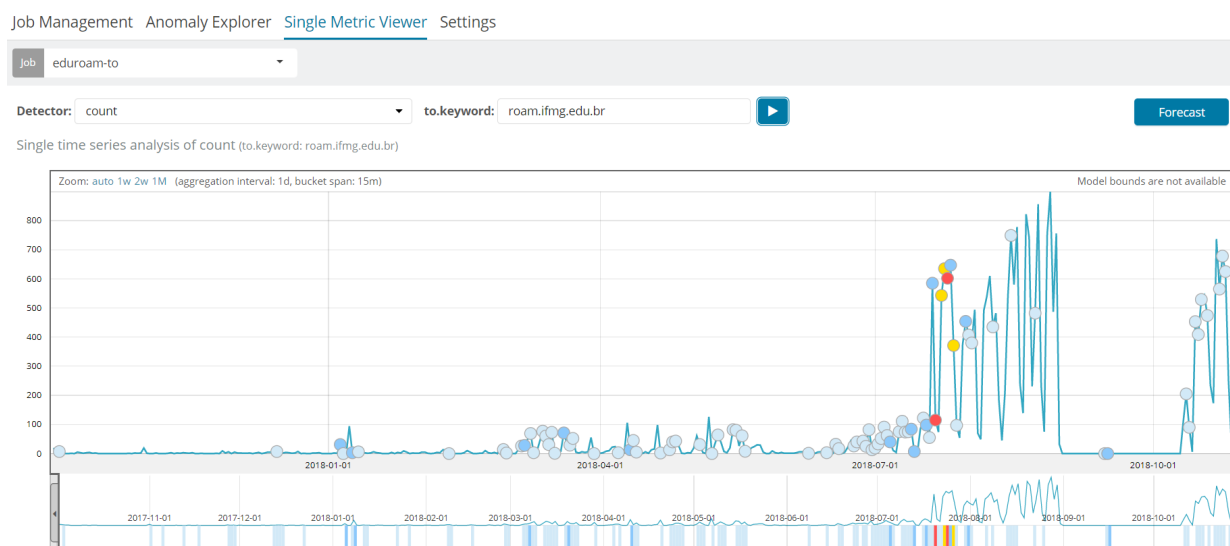 Job Management Anomaly Explorer Single Metric Viewer Settings
Job eduroam-to
Detector: count to.keyword: roam.ifmg.edu.br Forecast
Single time series analysis of count (to.keyword: roam.ifmg.edu.br)
Zoom: auto 1w 2w 1M (aggregation interval: 1d, bucket span: 15m) Model bounds are not available
800
700
600
500
400
300
200
100
0
2018-01-01 2018-04-01 2018-07-01 2018-10-01
2017-11-01 2017-12-01 2018-01-01 2018-02-01 2018-03-01 2018-04-01 2018-05-01 2018-06-01 2018-07-01 2018-08-01 2018-09-01 2018-10-01